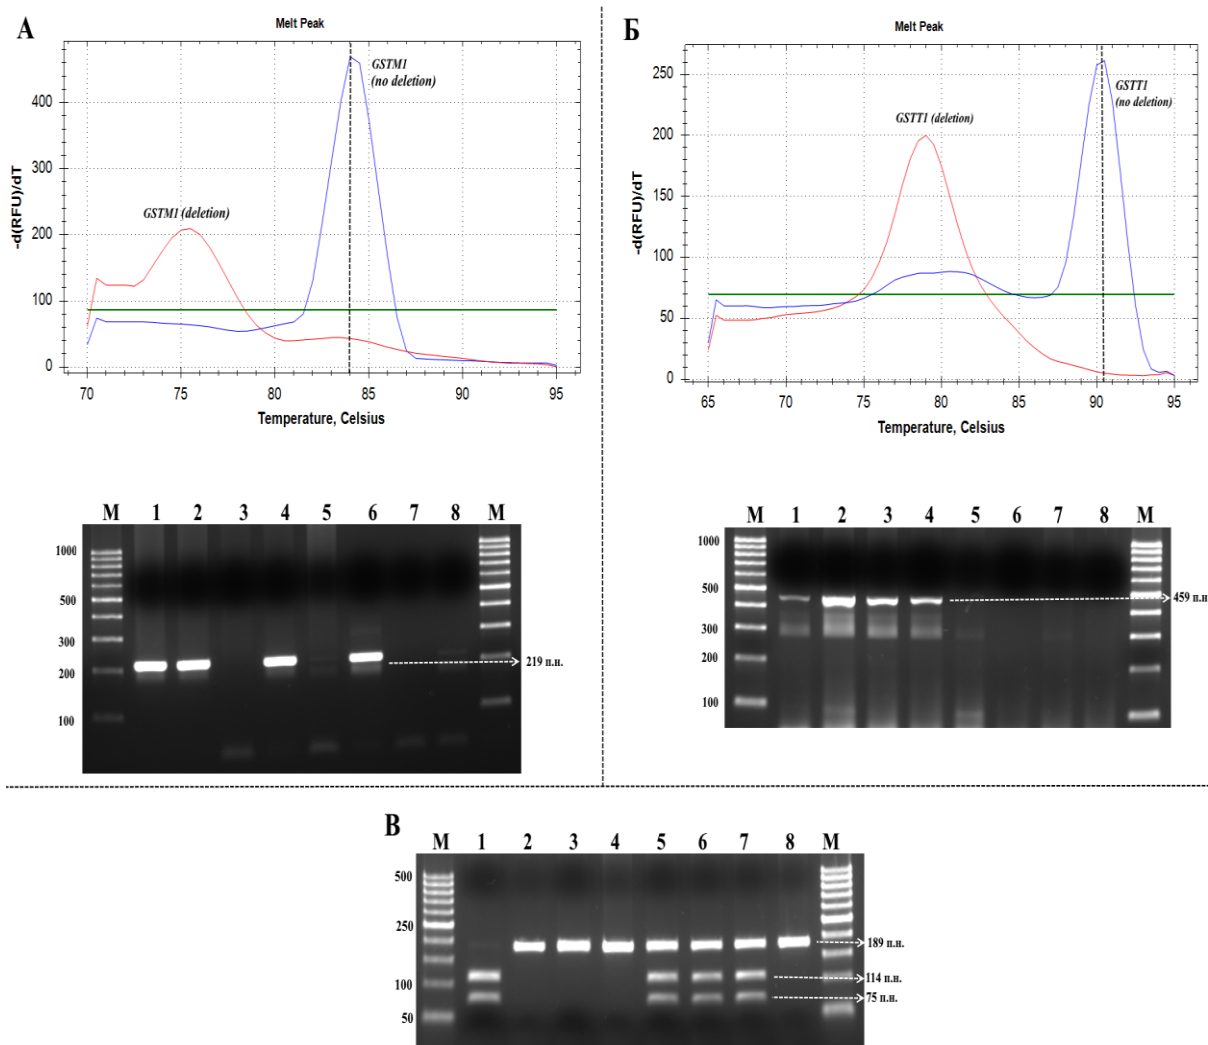 А
Melt Peak
GSTM1
(no deletion)
GSTM1 (deletion)
-d(RFU)/dT
400
300
200
100
0
70
75
80
85
90
95
Temperature, Celsius
M 1 2 3 4 5 6 7 8 M
1000
500
300
200
100
219 п.н.
Б
Melt Peak
GSTT1
(no deletion)
GSTT1 (deletion)
-d(RFU)/dT
250
200
150
100
50
0
65
70
75
80
85
90
95
Temperature, Celsius
M 1 2 3 4 5 6 7 8 M
1000
500
300
200
100
459 п.н
В
M 1 2 3 4 5 6 7 8 M
500
250
100
50
189 п.н.
114 п.н.
75 п.н.